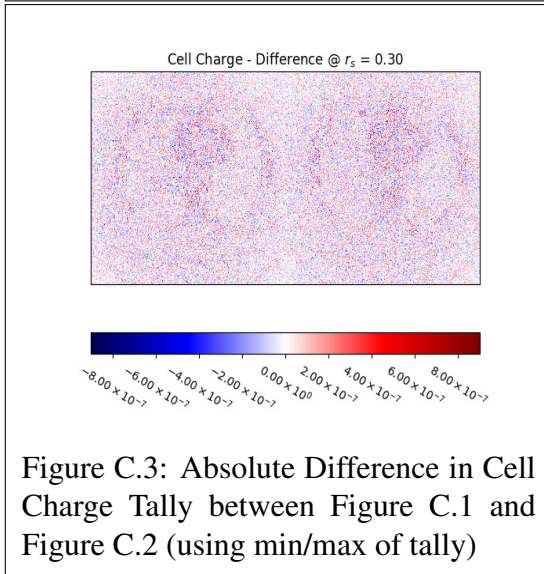 Cell Charge - Difference @ rₛ = 0.30
−8.00 × 10⁻⁷
−6.00 × 10⁻⁷
−4.00 × 10⁻⁷
−2.00 × 10⁻⁷
0.00 × 10⁰
2.00 × 10⁻⁷
4.00 × 10⁻⁷
6.00 × 10⁻⁷
8.00 × 10⁻⁷
Figure C.3: Absolute Difference in Cell
Charge Tally between Figure C.1 and
Figure C.2 (using min/max of tally)